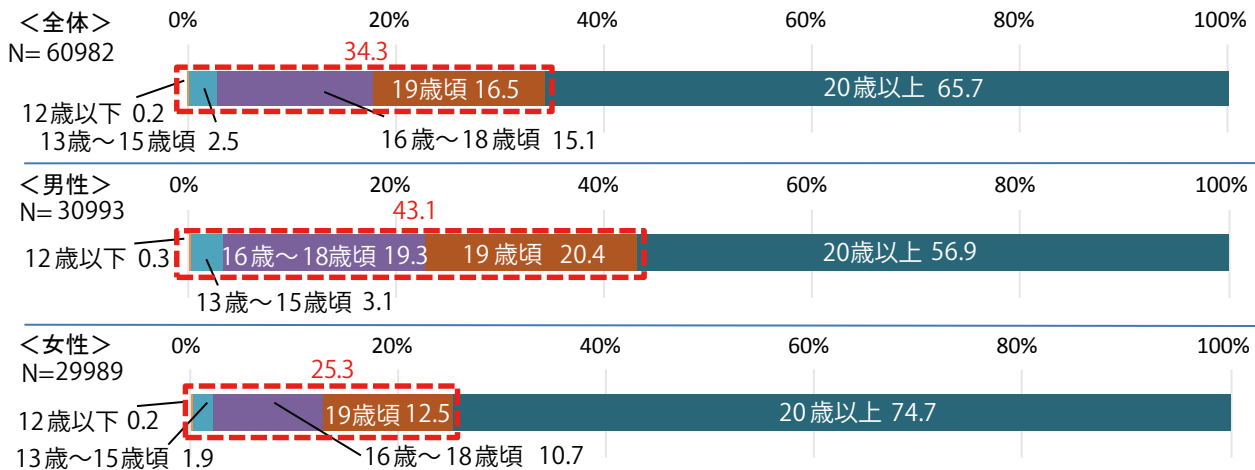 ＜全体＞ 0% 20% 40% 60% 80% 100%
N= 60982
34.3
19歳頃 16.5 20歳以上 65.7
12歳以下 0.2
13歳～15歳頃 2.5 16歳～18歳頃 15.1
＜男性＞ 0% 20% 40% 60% 80% 100%
N= 30993
43.1
12歳以下 0.3 16歳～18歳頃 19.3 19歳頃 20.4 20歳以上 56.9
13歳～15歳頃 3.1
＜女性＞ 0% 20% 40% 60% 80% 100%
N=29989
25.3
12歳以下 0.2 19歳頃 12.5 20歳以上 74.7
13歳～15歳頃 1.9 16歳～18歳頃 10.7